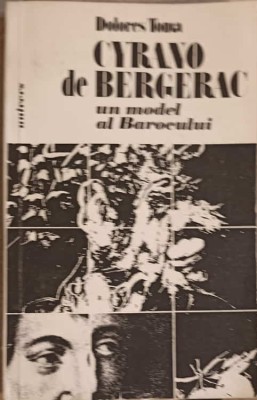 Dolores Toma
CYRANO
de BERGERAC
un model
al Barocului
univers